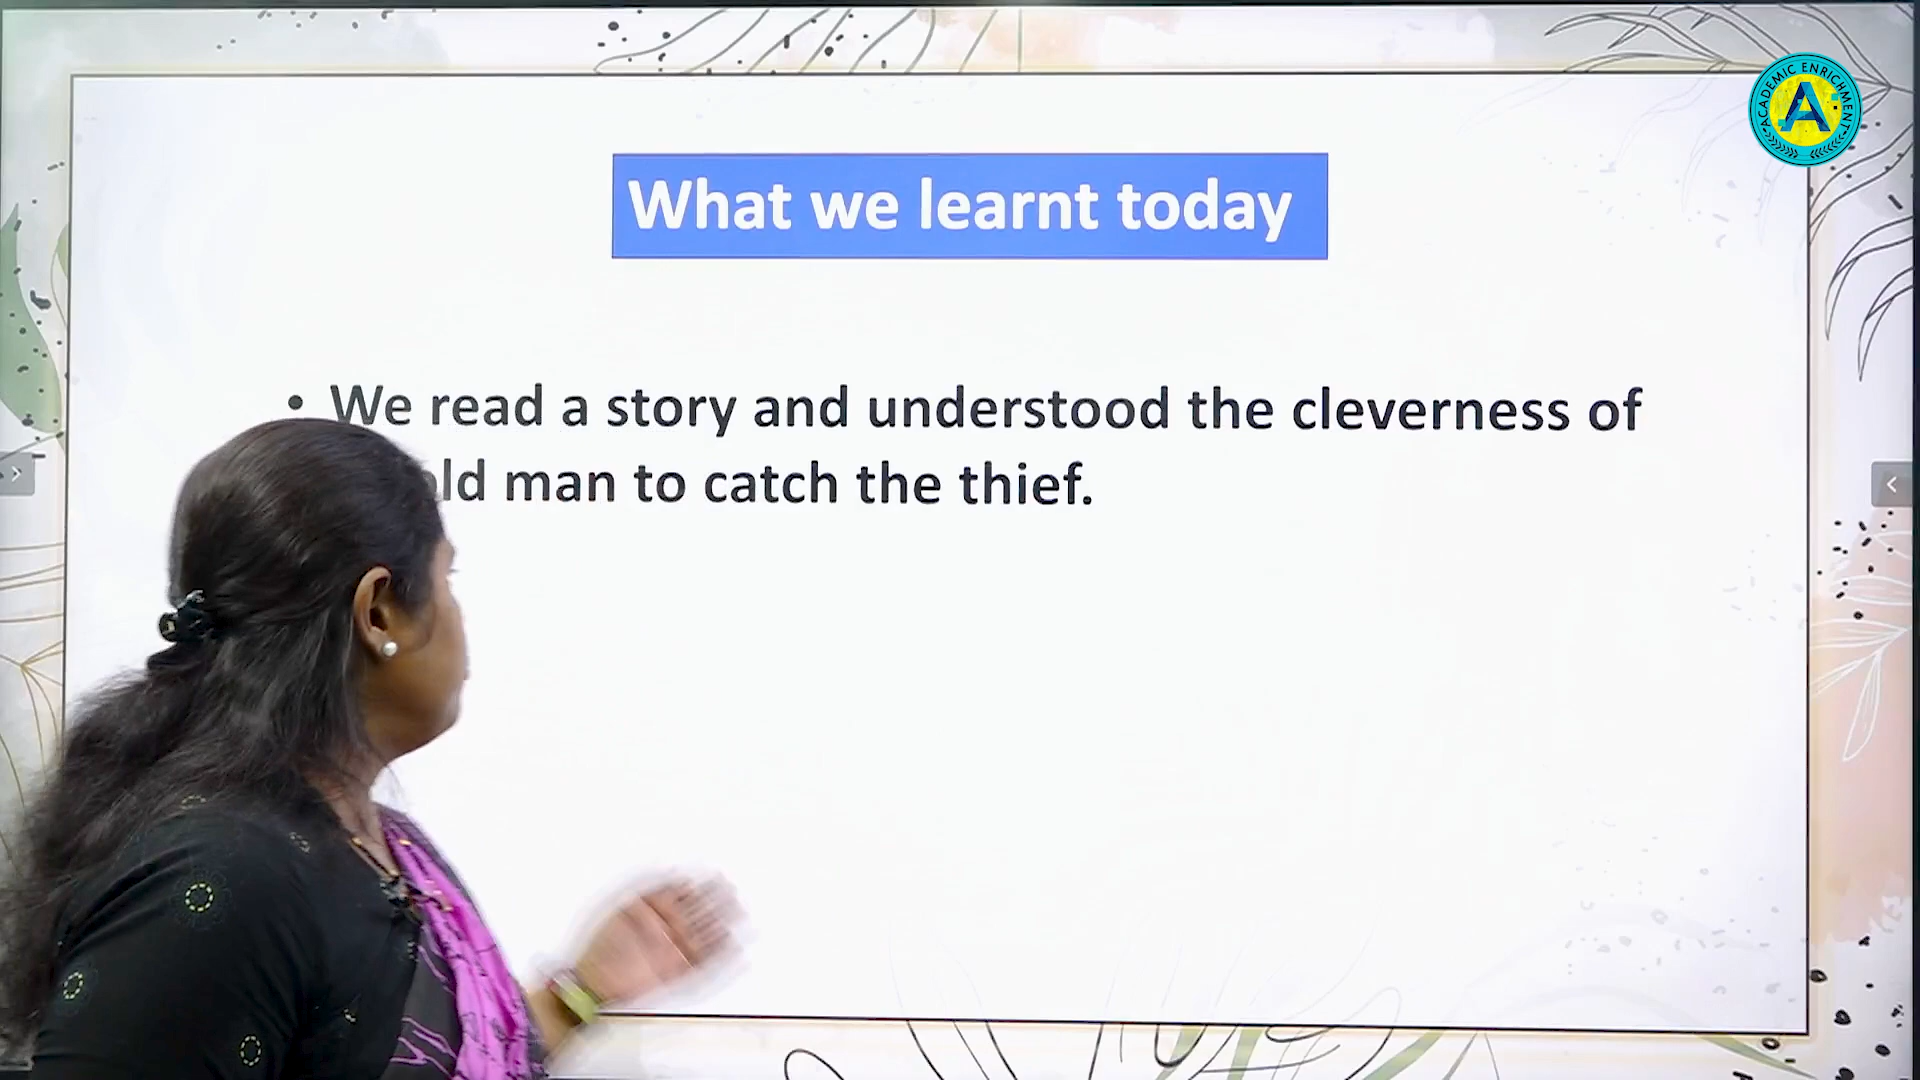 ACADEMIC ENRICHMENT
A
What we learnt today
• We read a story and understood the cleverness of
man to catch the thief.